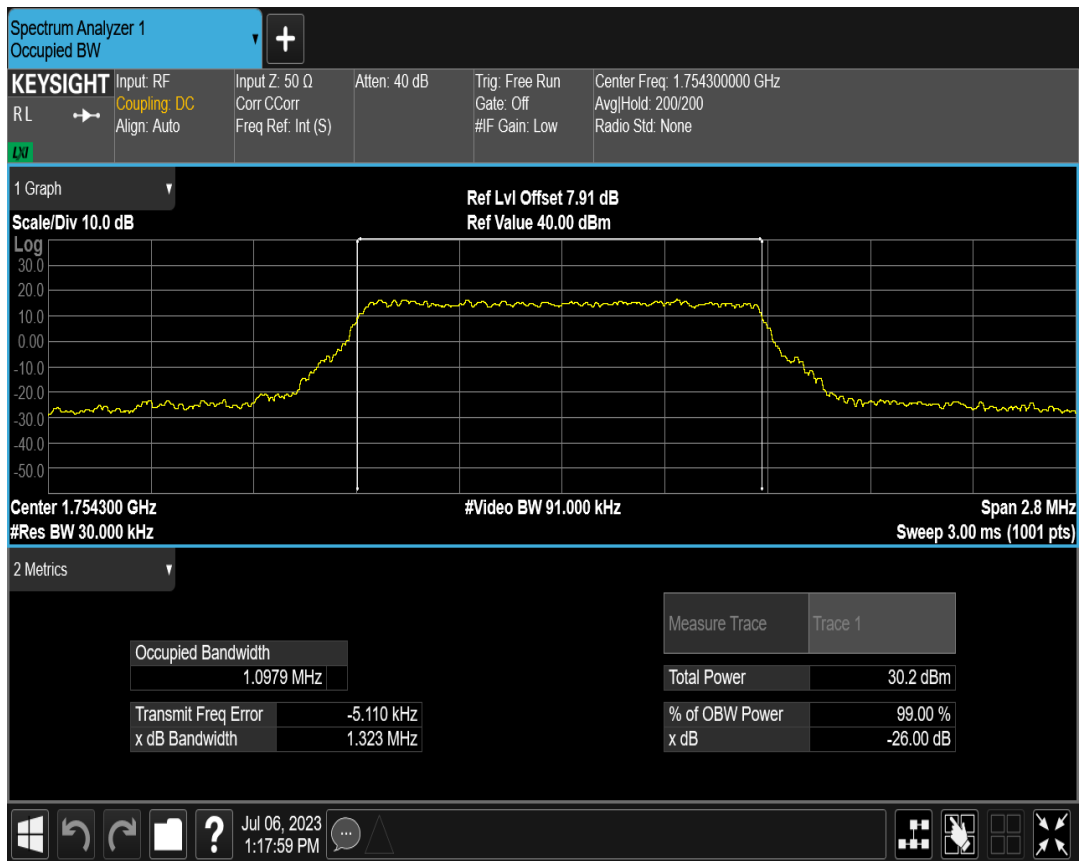 Spectrum Analyzer 1
Occupied BW
+
KEYSIGHT
RL
LXI
Input: RF
Coupling: DC
Align: Auto
Input Z: 50 Ω
Corr CCorr
Freq Ref: Int (S)
Atten: 40 dB
Trig: Free Run
Gate: Off
#IF Gain: Low
Center Freq: 1.754300000 GHz
Avg|Hold: 200/200
Radio Std: None
1 Graph
Scale/Div 10.0 dB
Ref Lvl Offset 7.91 dB
Ref Value 40.00 dBm
Log
30.0
20.0
10.0
0.00
-10.0
-20.0
-30.0
-40.0
-50.0
Center 1.754300 GHz
#Res BW 30.000 kHz
#Video BW 91.000 kHz
Span 2.8 MHz
Sweep 3.00 ms (1001 pts)
2 Metrics
Occupied Bandwidth
1.0979 MHz
Transmit Freq Error -5.110 kHz
x dB Bandwidth 1.323 MHz
Measure Trace Trace 1
Total Power 30.2 dBm
% of OBW Power 99.00 %
x dB -26.00 dB
?
Jul 06, 2023
1:17:59 PM